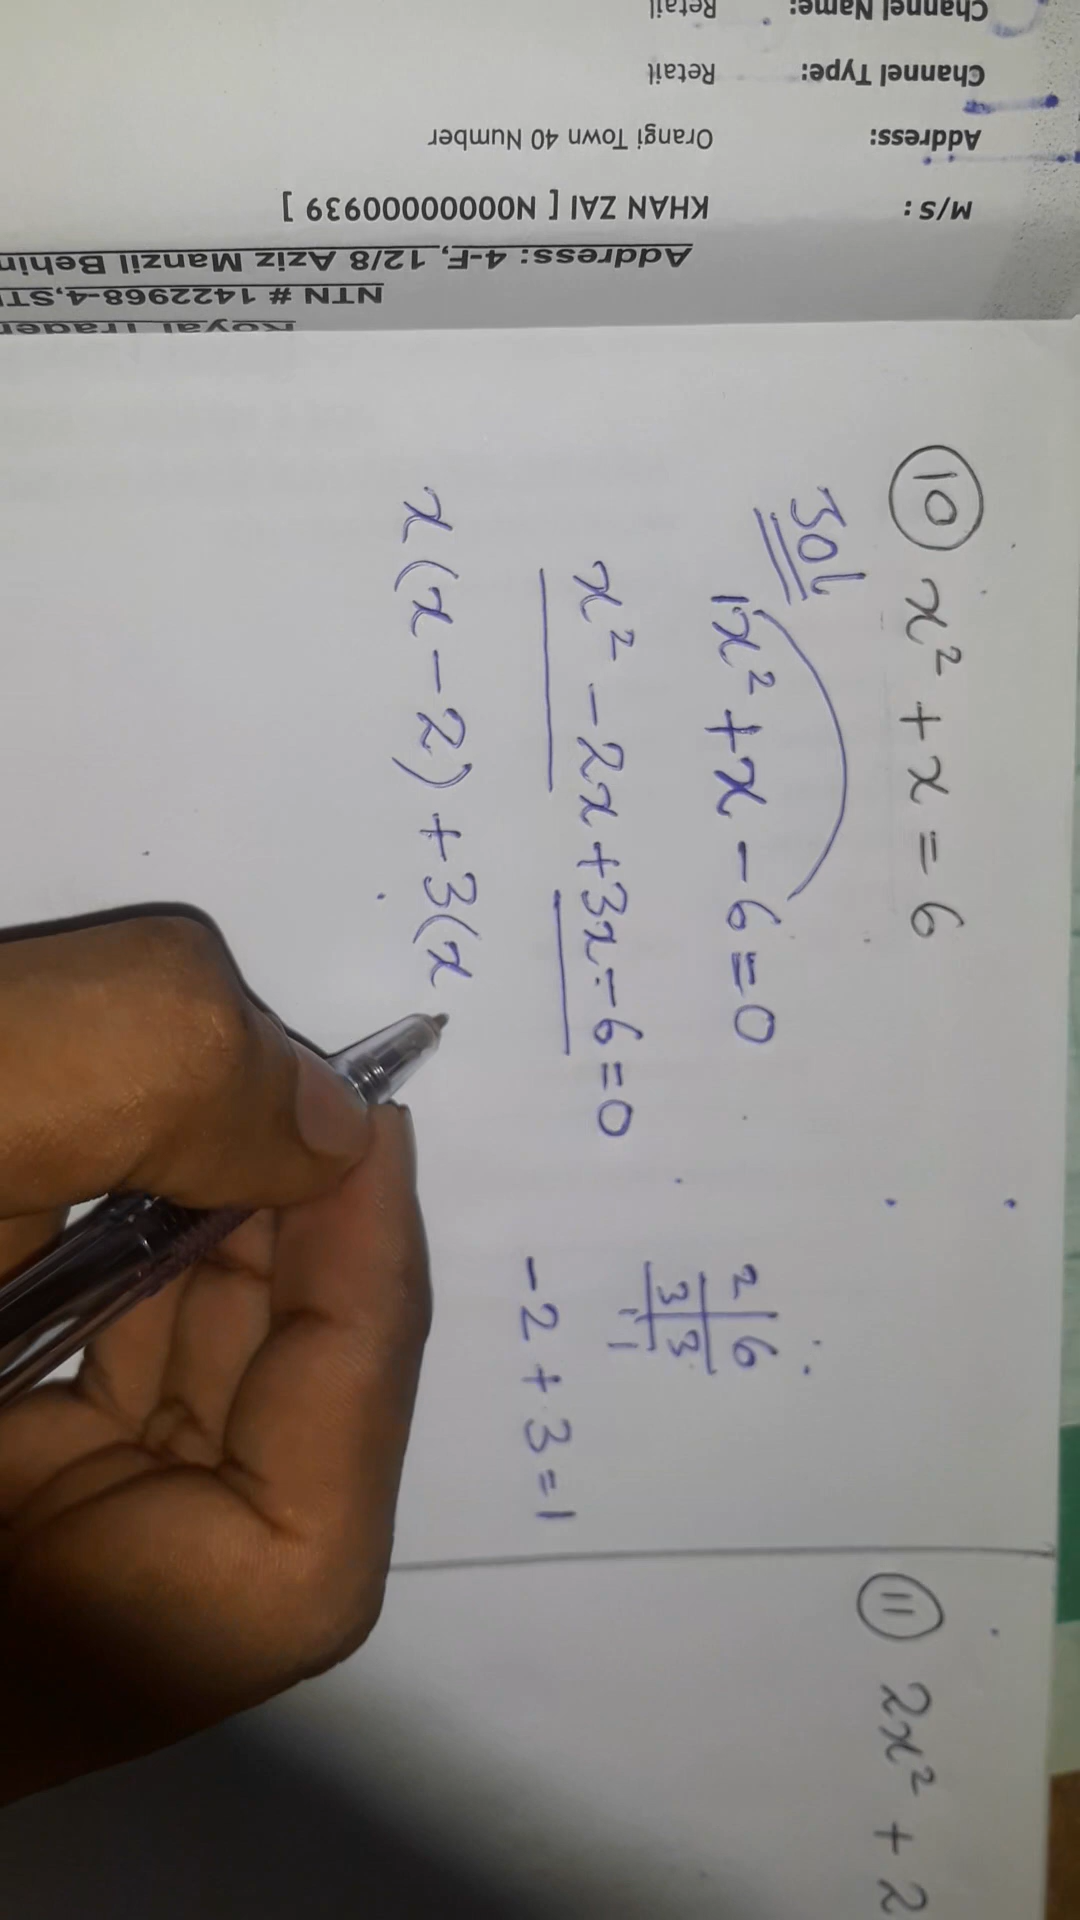 Channel Name: Retail
Channel Type: Retail
Address: Orangi Town 40 Number
M/S: KHAN ZAI [ N00000000939 ]
Address: 4-F, 12/8 Aziz Manzil Behin
NTN # 1422968-4,ST
Royal Trader
10 x² + x = 6
Sol
1x² + x - 6 = 0
x² - 2x + 3x - 6 = 0
x(x - 2) + 3(x
2 | 6
3 | 3
1
-2 + 3 = 1
11 2x² + 2